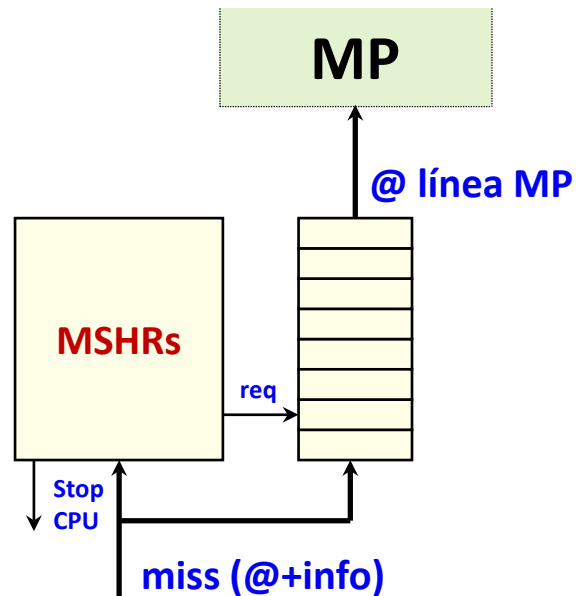 MP
@ línea MP
MSHRs
req
Stop
CPU
miss (@+info)